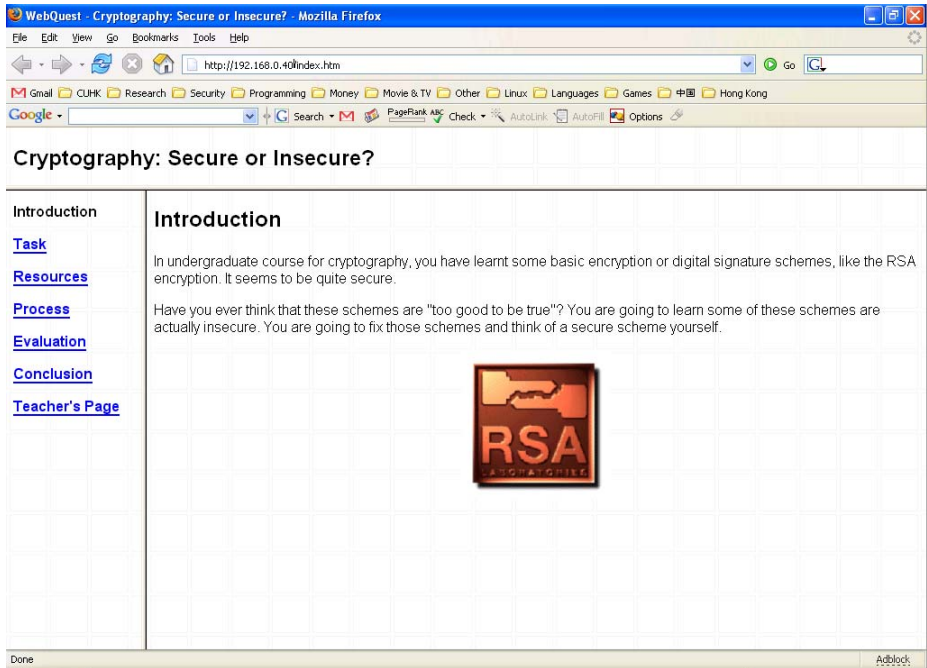 WebQuest - Cryptography: Secure or Insecure? - Mozilla Firefox
File Edit View Go Bookmarks Tools Help
http://192.168.0.40/index.htm Go G
Gmail CUHK Research Security Programming Money Movie & TV Other Linux Languages Games 中国 Hong Kong
Google G Search PageRank ABC Check AutoLink AutoFill Options
Cryptography: Secure or Insecure?
Introduction
Task
Resources
Process
Evaluation
Conclusion
Teacher's Page
Introduction
In undergraduate course for cryptography, you have learnt some basic encryption or digital signature schemes, like the RSA
encryption. It seems to be quite secure.
Have you ever think that these schemes are "too good to be true"? You are going to learn some of these schemes are
actually insecure. You are going to fix those schemes and think of a secure scheme yourself.
RSA
LABORATORIES
Done Adblock